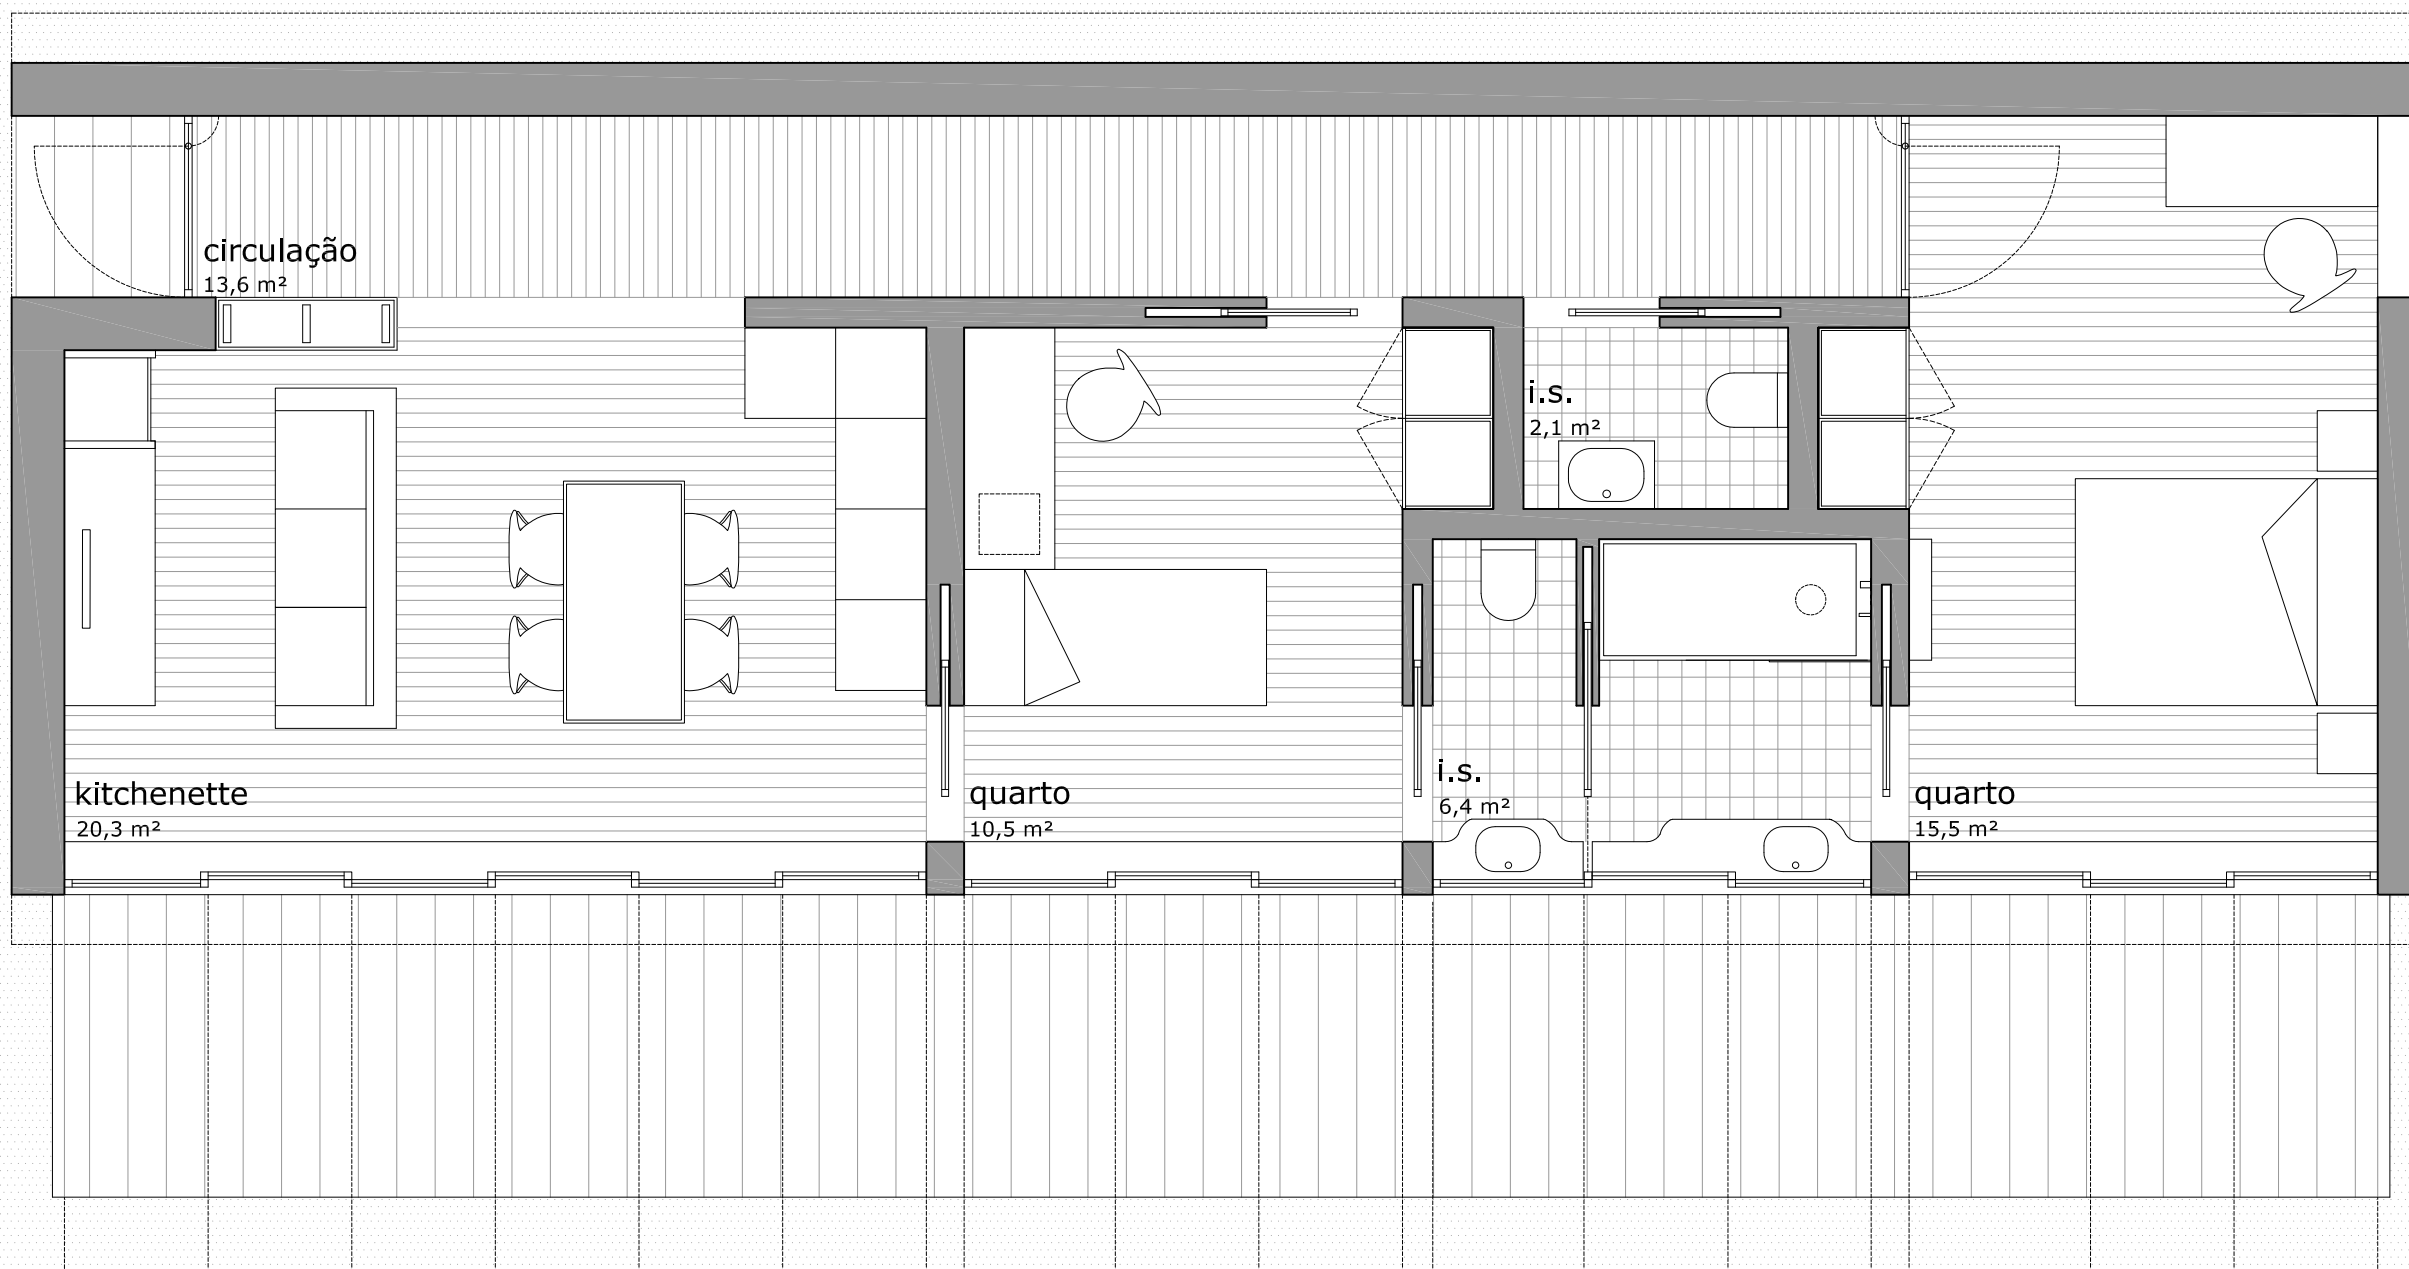 circulação
13,6 m²
i.s.
2,1 m²
kitchenette
20,3 m²
quarto
10,5 m²
i.s.
6,4 m²
quarto
15,5 m²